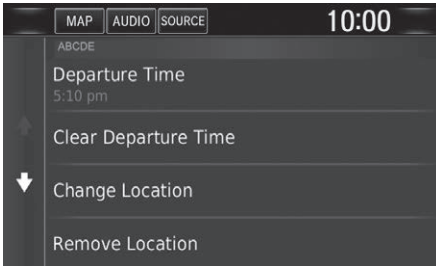 MAP AUDIO SOURCE 10:00
ABCDE
Departure Time
5:10 pm
Clear Departure Time
Change Location
Remove Location